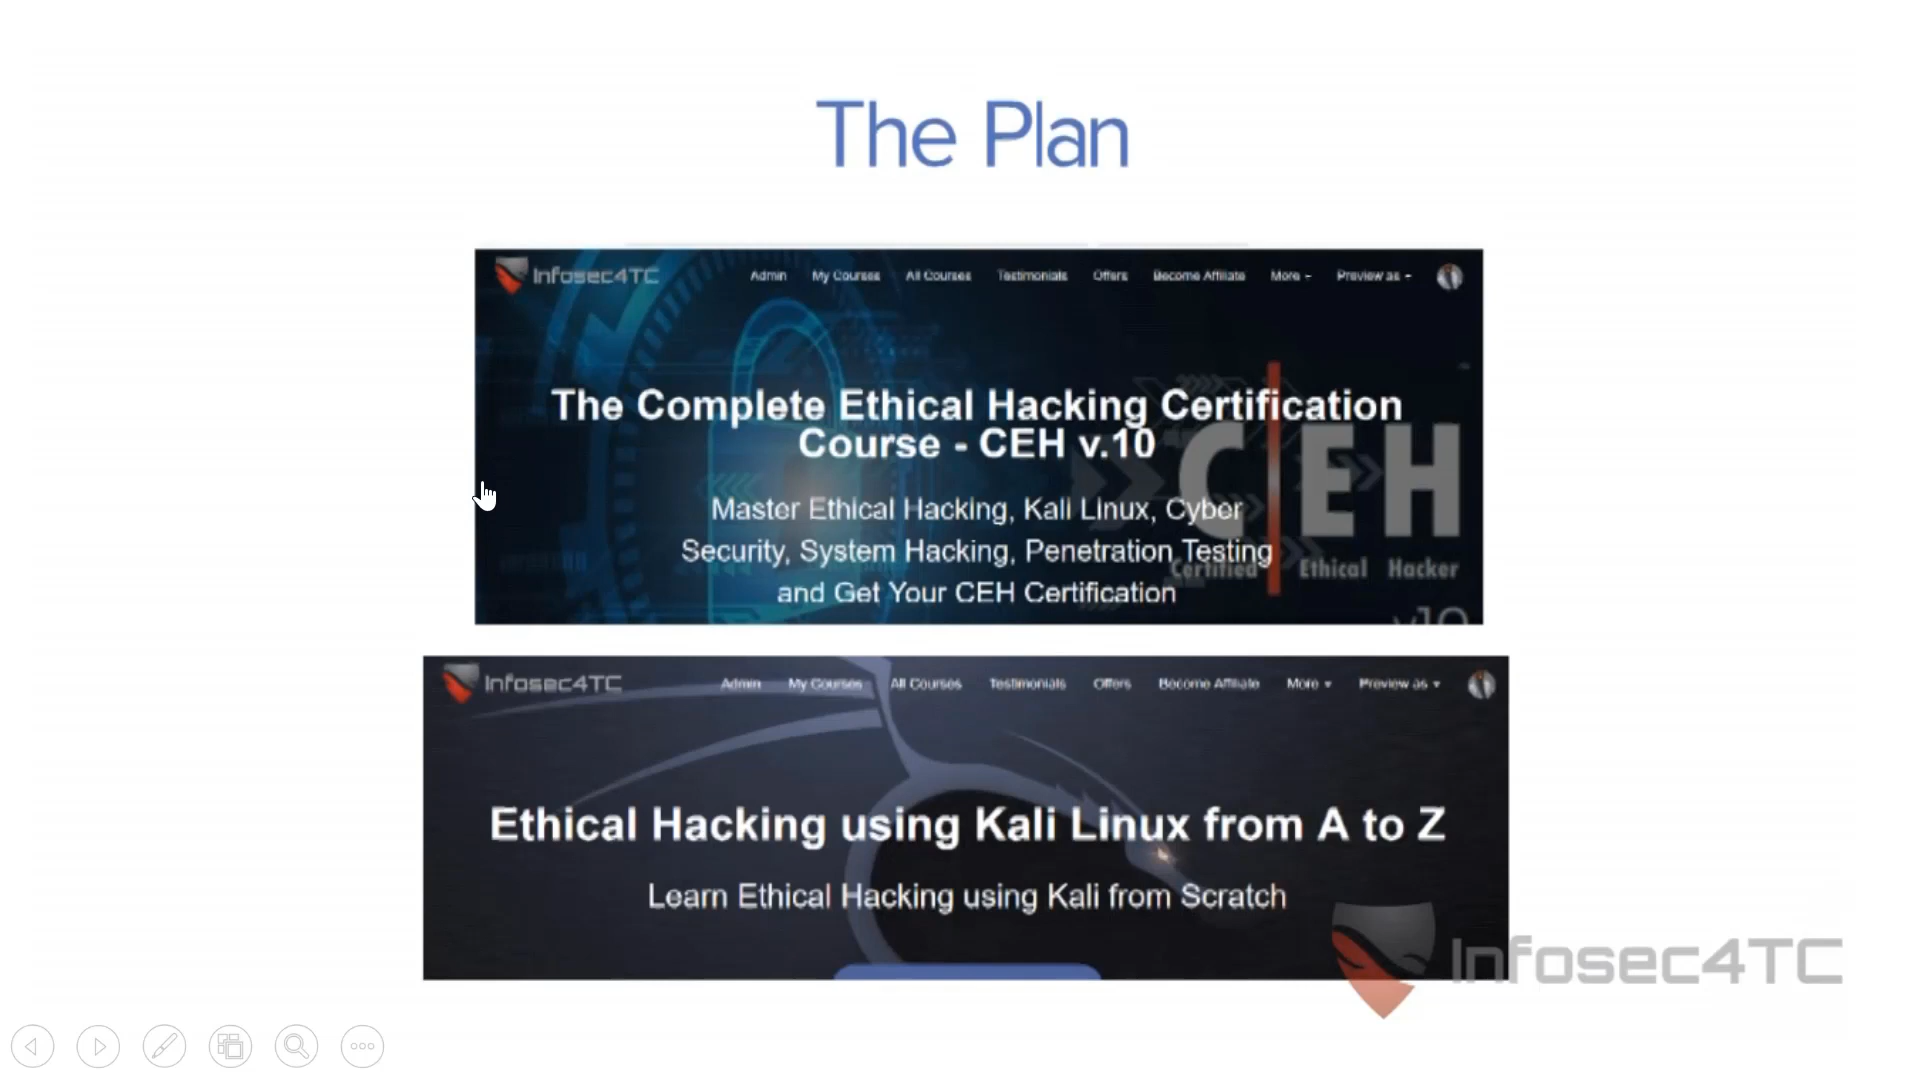 The Plan
Infosec4TC Admin My Courses All Courses Testimonials Offers Become Affiliate More Preview as
The Complete Ethical Hacking Certification
Course - CEH v.10
CEH
Master Ethical Hacking, Kali Linux, Cyber
Security, System Hacking, Penetration Testing
Certified Ethical Hacker
and Get Your CEH Certification
v10
Infosec4TC Admin My Courses All Courses Testimonials Offers Become Affiliate More Preview as
Ethical Hacking using Kali Linux from A to Z
Learn Ethical Hacking using Kali from Scratch
Infosec4TC